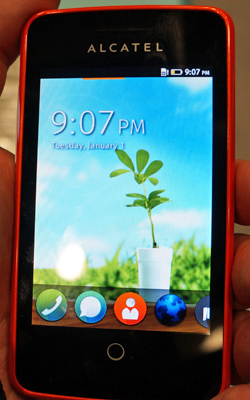 ALCATEL
9:07 PM
9:07 PM
Tuesday, January 1